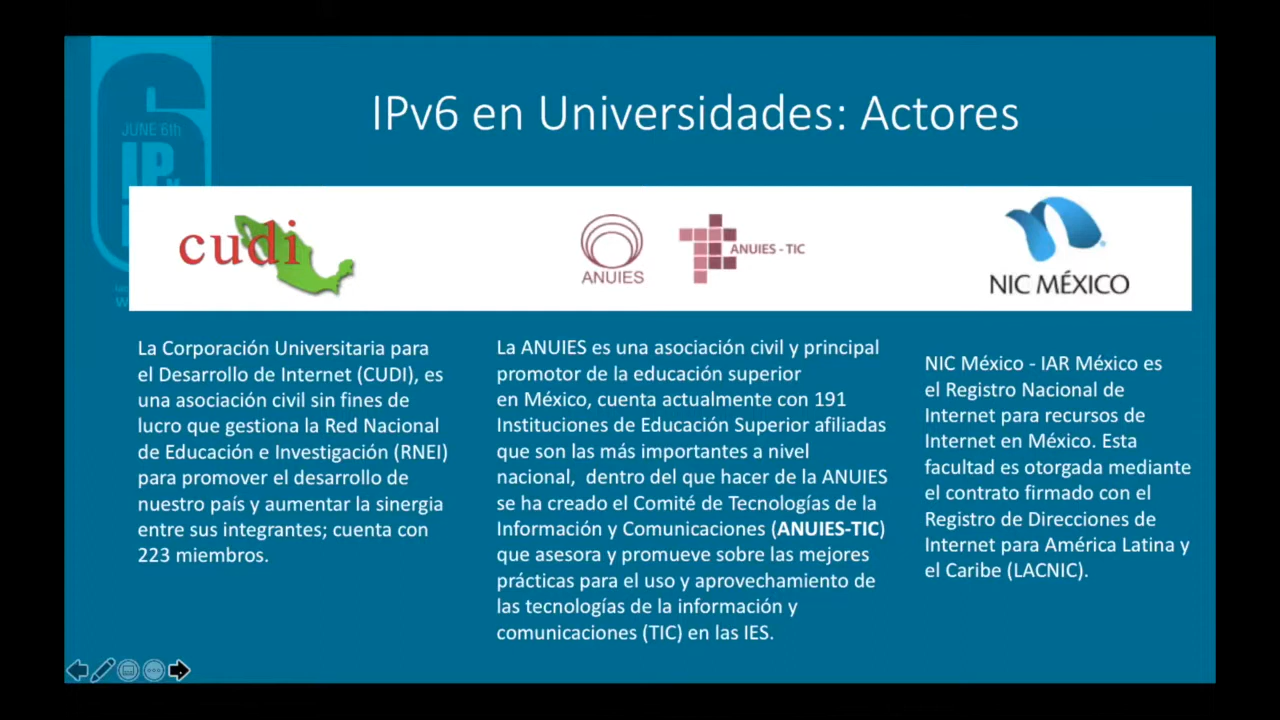 IPv6 en Universidades: Actores
JUNE 6th
IP
cudi
ANUIES
ANUIES - TIC
NIC MÉXICO
La Corporación Universitaria para
el Desarrollo de Internet (CUDI), es
una asociación civil sin fines de
lucro que gestiona la Red Nacional
de Educación e Investigación (RNEI)
para promover el desarrollo de
nuestro país y aumentar la sinergia
entre sus integrantes; cuenta con
223 miembros.
La ANUIES es una asociación civil y principal
promotor de la educación superior
en México, cuenta actualmente con 191
Instituciones de Educación Superior afiliadas
que son las más importantes a nivel
nacional, dentro del que hacer de la ANUIES
se ha creado el Comité de Tecnologías de la
Información y Comunicaciones (ANUIES-TIC)
que asesora y promueve sobre las mejores
prácticas para el uso y aprovechamiento de
las tecnologías de la información y
comunicaciones (TIC) en las IES.
NIC México - IAR México es
el Registro Nacional de
Internet para recursos de
Internet en México. Esta
facultad es otorgada mediante
el contrato firmado con el
Registro de Direcciones de
Internet para América Latina y
el Caribe (LACNIC).